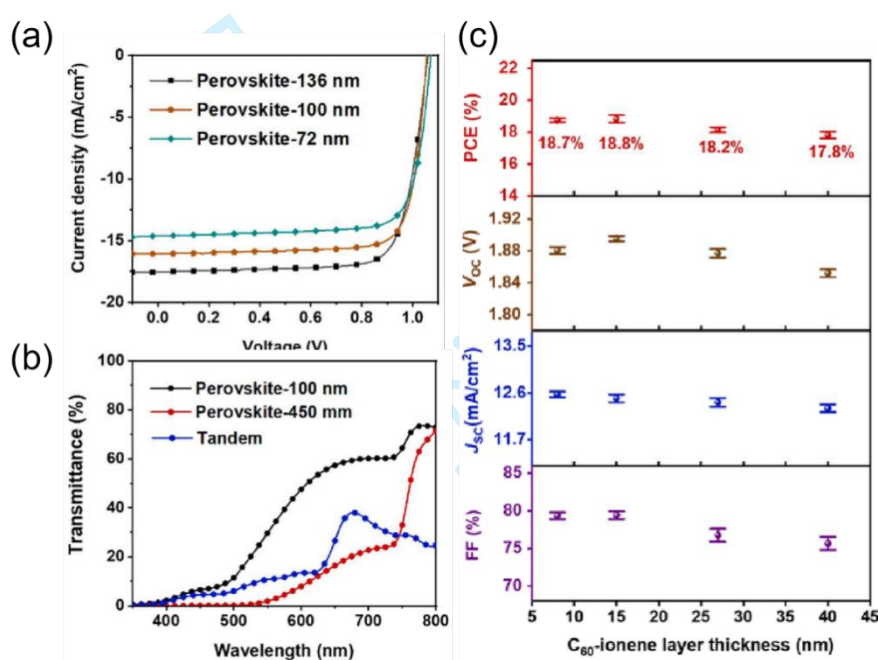 (a)
0
-5
-10
-15
-20
Current density (mA/cm²)
Perovskite-136 nm
Perovskite-100 nm
Perovskite-72 nm
0.0 0.2 0.4 0.6 0.8 1.0
Voltage (V)
(b)
100
80
60
40
20
0
Transmittance (%)
Perovskite-100 nm
Perovskite-450 mm
Tandem
400 500 600 700 800
Wavelength (nm)
(c)
22
20
18
16
14
PCE (%)
18.7% 18.8% 18.2% 17.8%
1.92
1.88
1.84
1.80
VOC (V)
13.5
12.6
11.7
JSC(mA/cm²)
85
80
75
70
FF (%)
5 10 15 20 25 30 35 40 45
C60-ionene layer thickness (nm)